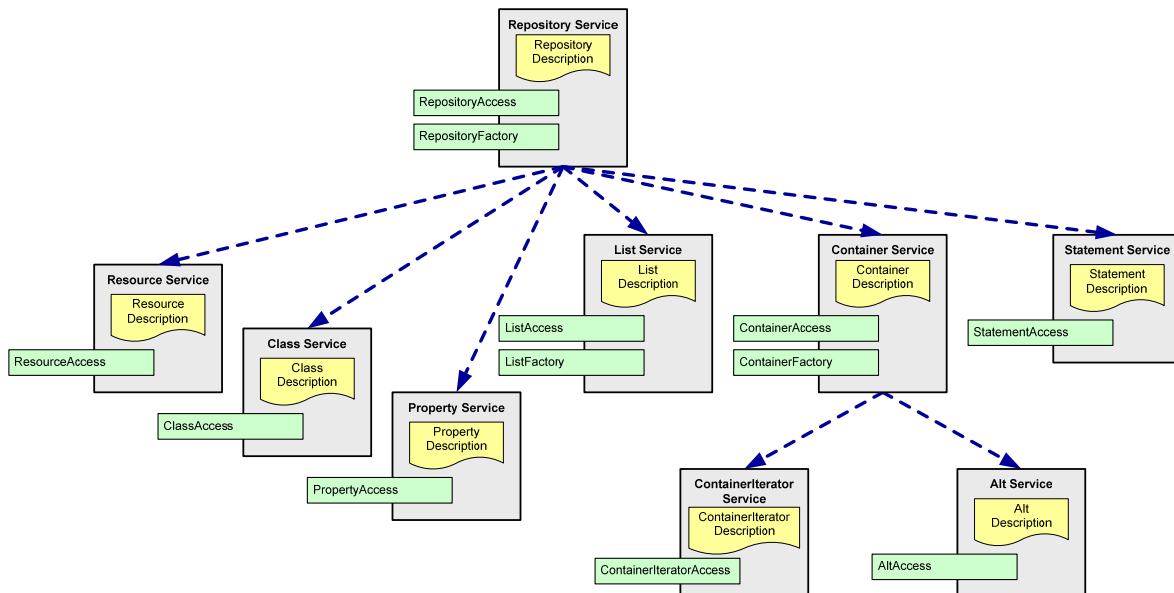 Repository Service
Repository
Description
RepositoryAccess
RepositoryFactory
Resource Service
Resource
Description
ResourceAccess
Class Service
Class
Description
ClassAccess
Property Service
Property
Description
PropertyAccess
List Service
List
Description
ListAccess
ListFactory
Container Service
Container
Description
ContainerAccess
ContainerFactory
Statement Service
Statement
Description
StatementAccess
ContainerIterator
Service
ContainerIterator
Description
ContainerIteratorAccess
Alt Service
Alt
Description
AltAccess